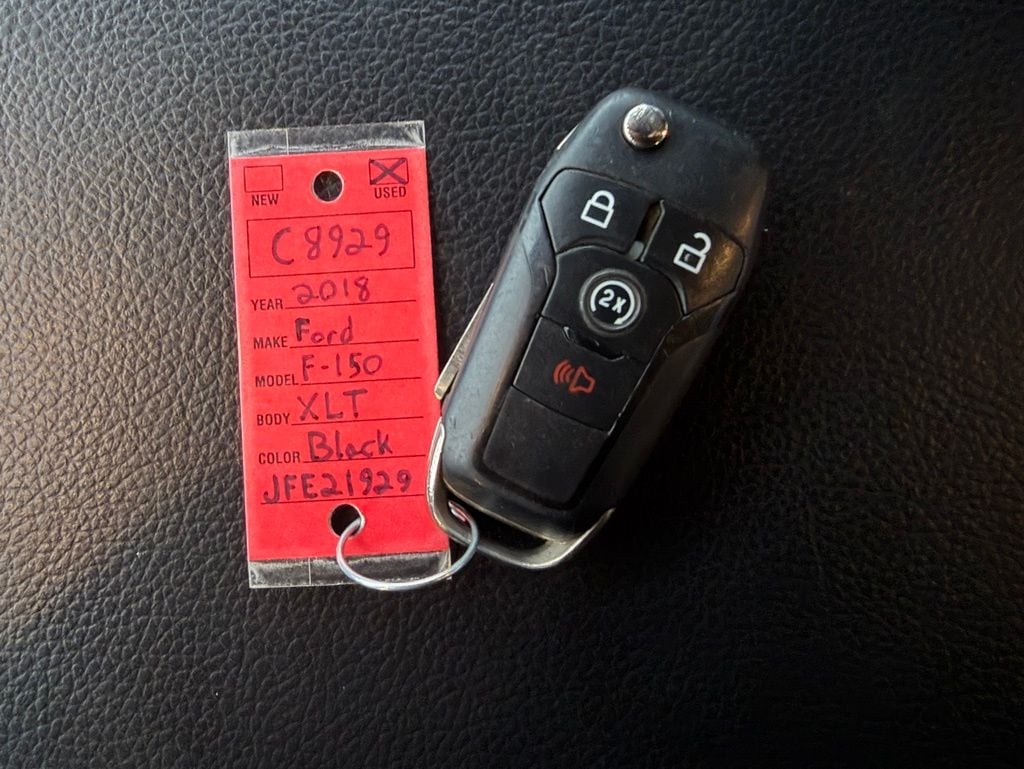 NEW USED
C8929
YEAR 2018
MAKE Ford
MODEL F-150
BODY XLT
COLOR Black
JFE21929
2X